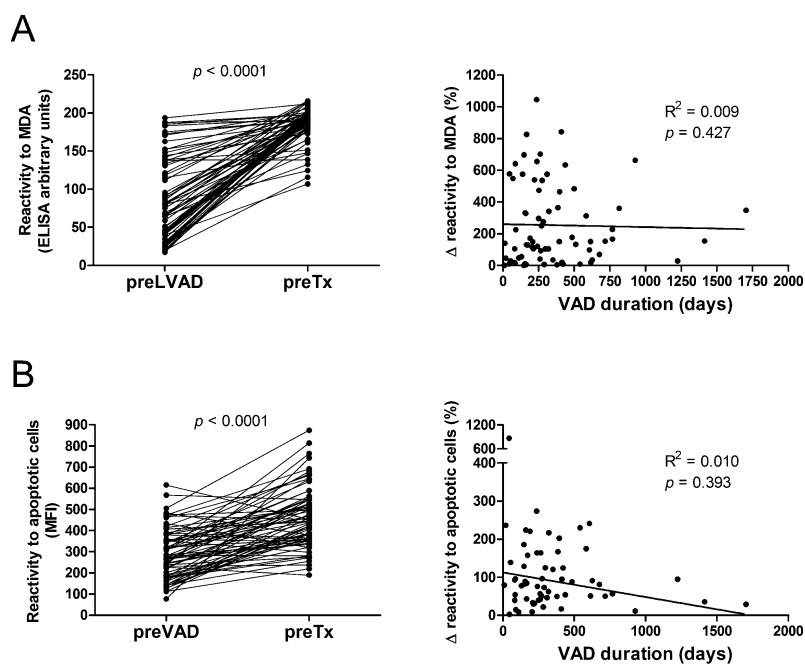 A
p < 0.0001
Reactivity to MDA
(ELISA arbitrary units)
250
200
150
100
50
0
preLVAD preTx
Δ reactivity to MDA (%)
1200
1000
800
600
400
200
0
R² = 0.009
p = 0.427
0 250 500 750 1000 1250 1500 1750 2000
VAD duration (days)
B
p < 0.0001
Reactivity to apoptotic cells
(MFI)
900
800
700
600
500
400
300
200
100
0
preVAD preTx
Δ reactivity to apoptotic cells (%)
1200
600
400
300
200
100
0
R² = 0.010
p = 0.393
0 500 1000 1500 2000
VAD duration (days)